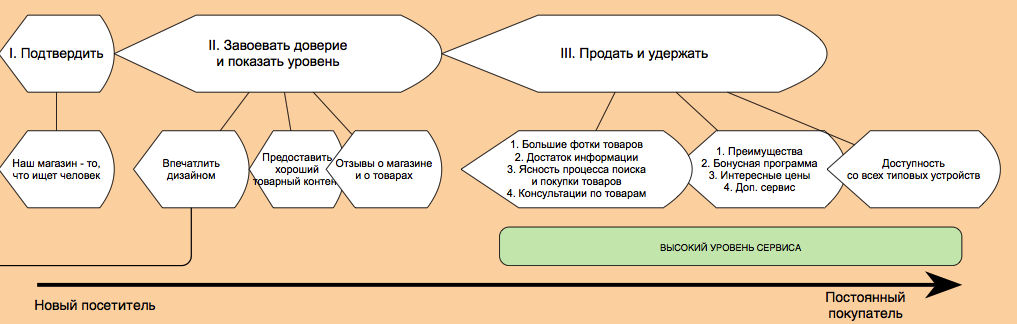 I. Подтвердить
II. Завоевать доверие
и показать уровень
III. Продать и удержать
Наш магазин - то,
что ищет человек
Впечатлить
дизайном
Предоставить
хороший
товарный контен
Отзывы о магазине
и о товарах
1. Большие фотки товаров
2. Достаток информации
3. Ясность процесса поиска
и покупки товаров
4. Консультации по товарам
1. Преимущества
2. Бонусная программа
3. Интересные цены
4. Доп. сервис
Доступность
со всех типовых устройств
ВЫСОКИЙ УРОВЕНЬ СЕРВИСА
Новый посетитель
Постоянный
покупатель